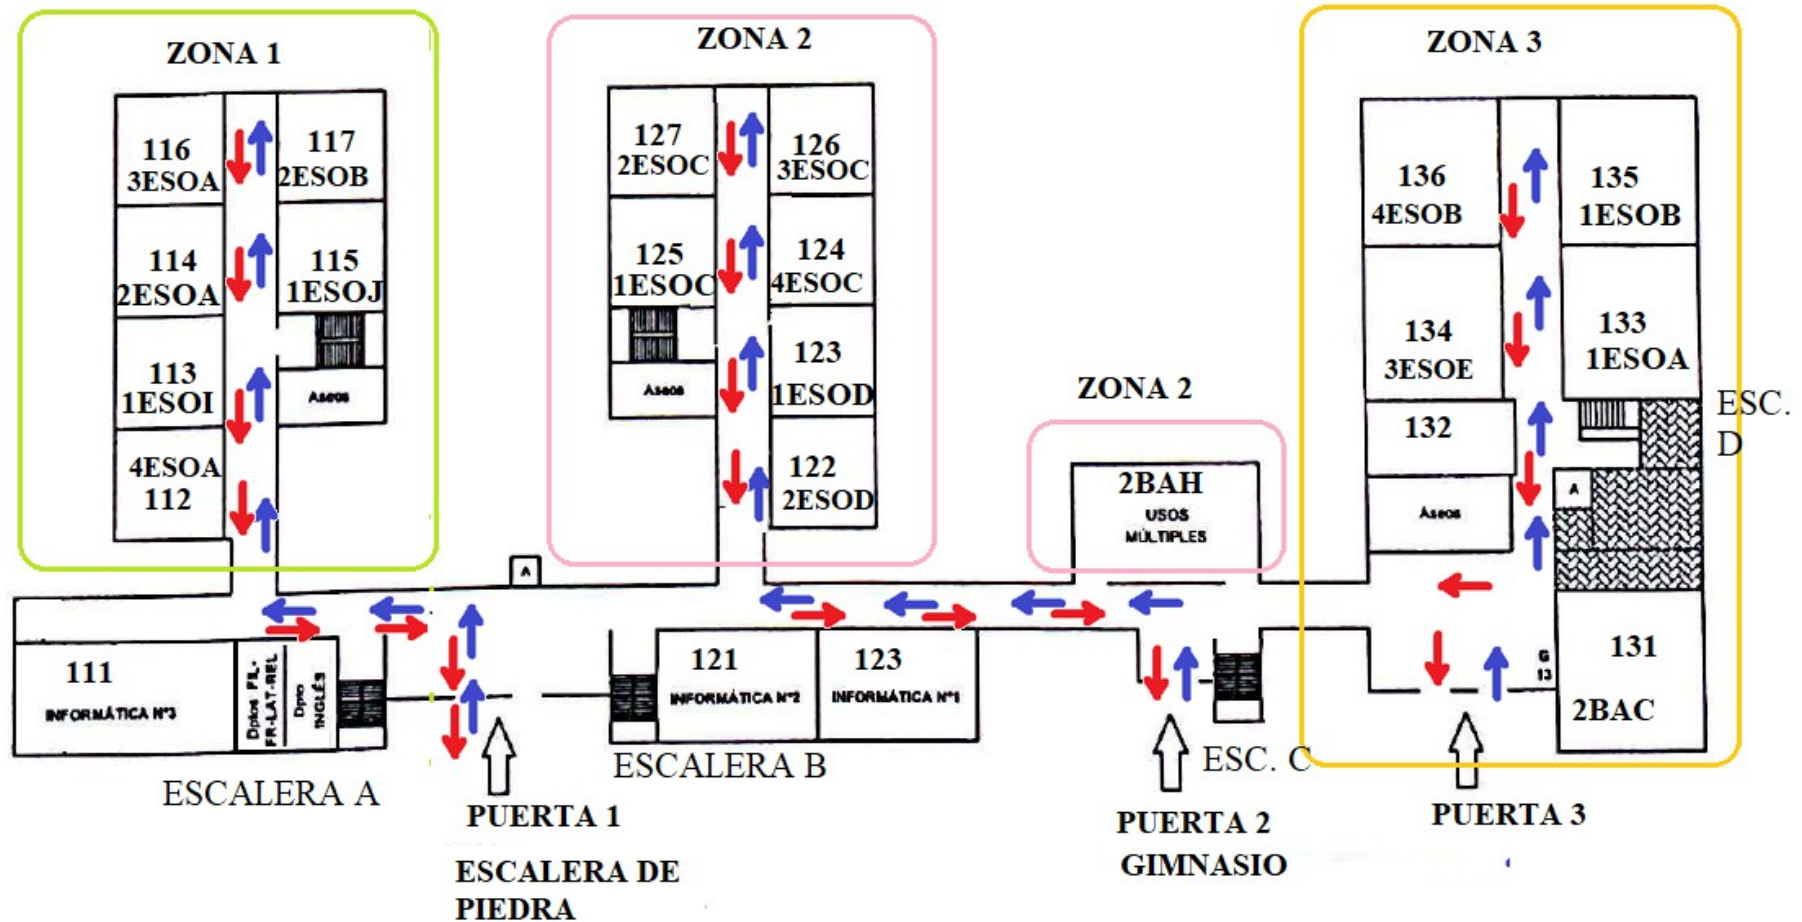 ZONA 1
116
3ESOA
117
2ESOB
114
2ESOA
115
1ESOJ
113
1ESOI
Aseos
4ESOA
112
ZONA 2
127
2ESOC
126
3ESOC
125
1ESOC
124
4ESOC
123
1ESOD
Aseos
122
2ESOD
ZONA 2
2BAH
USOS
MÚLTIPLES
ZONA 3
136
4ESOB
135
1ESOB
134
3ESOE
133
1ESOA
132
ESC.
D
A
Aseos
131
2BAC
G
13
A
111
INFORMÁTICA Nº3
Dptos FIL-
FR-LAT-REL
Dpto
INGLÉS
121
INFORMÁTICA Nº2
123
INFORMÁTICA Nº1
ESCALERA A
ESCALERA B
ESC. C
PUERTA 1
ESCALERA DE
PIEDRA
PUERTA 2
GIMNASIO
PUERTA 3